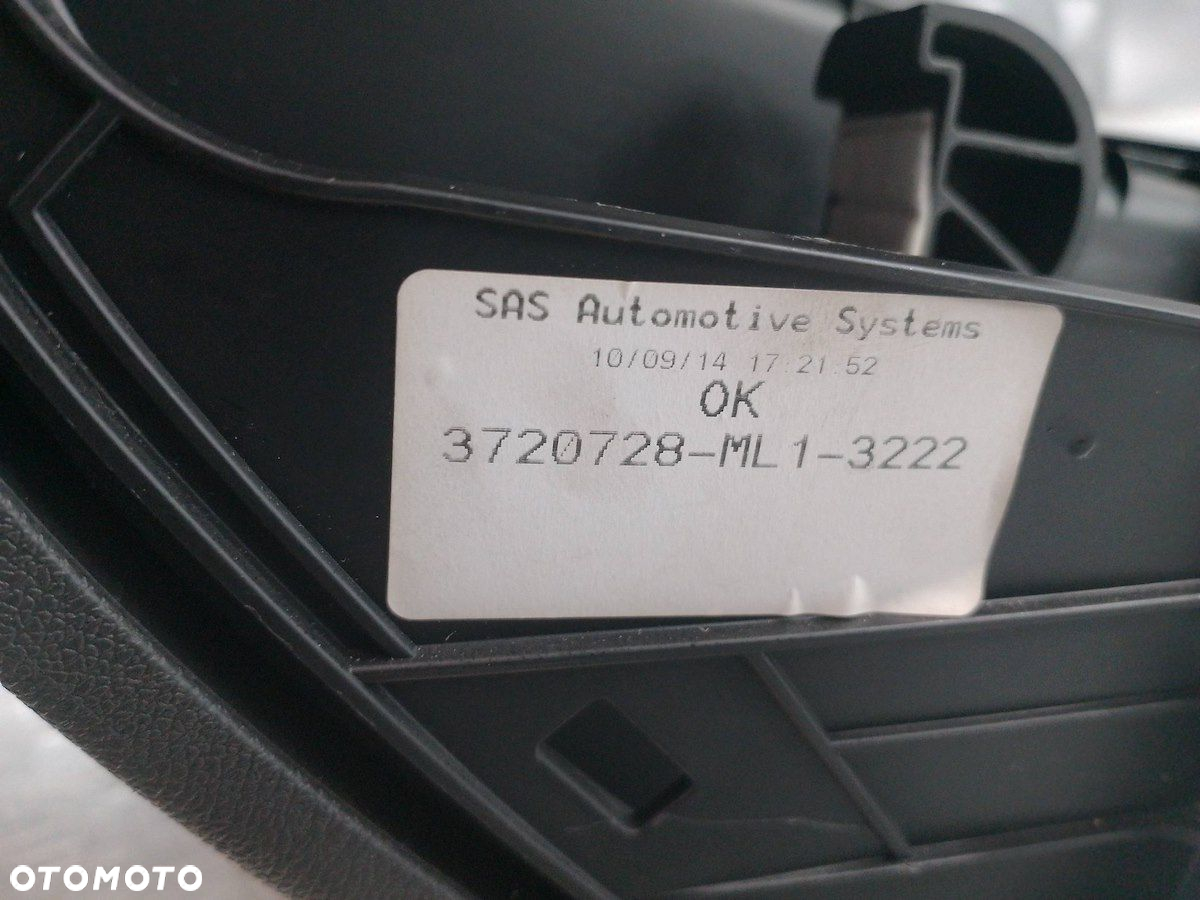 SAS Automotive Systems
10/09/14 17:21:52
OK
3720728-ML1-3222
OTOMOTO